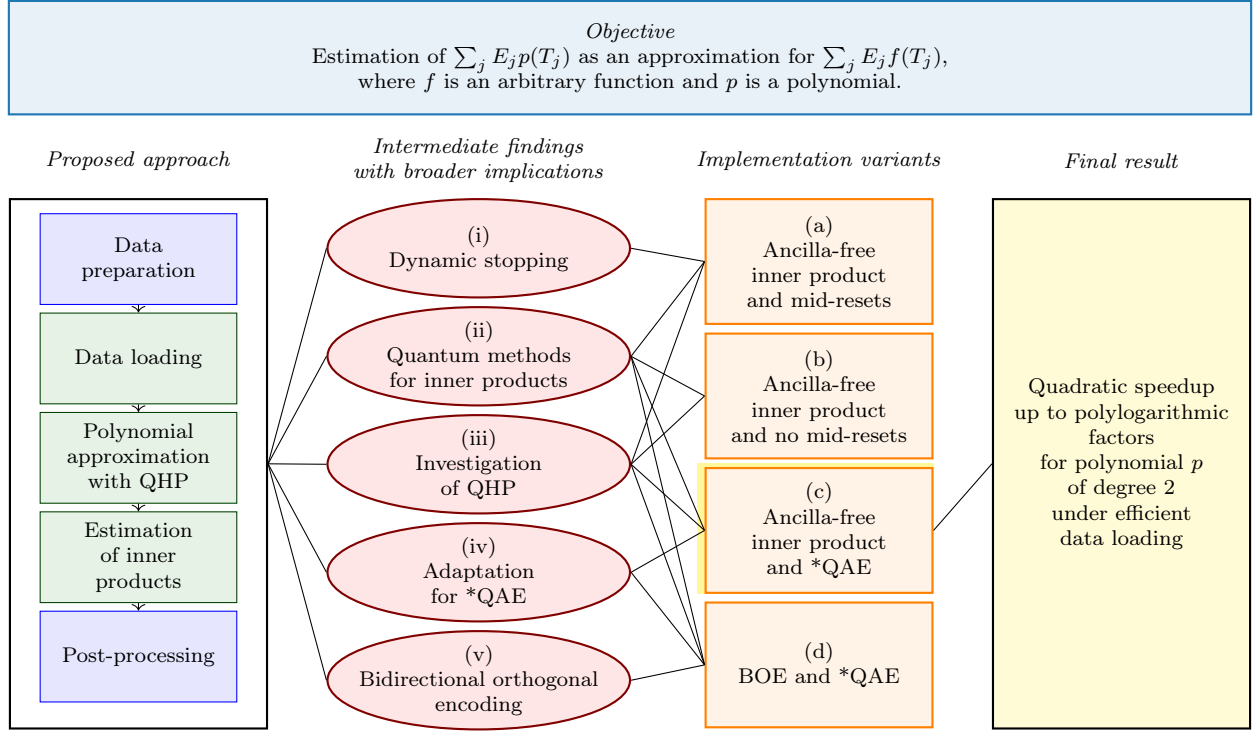 Objective
Estimation of ∑_j E_j p(T_j) as an approximation for ∑_j E_j f(T_j),
where f is an arbitrary function and p is a polynomial.
Proposed approach
Intermediate findings
with broader implications
Implementation variants
Final result
Data
preparation
Data loading
Polynomial
approximation
with QHP
Estimation
of inner
products
Post-processing
(i)
Dynamic stopping
(ii)
Quantum methods
for inner products
(iii)
Investigation
of QHP
(iv)
Adaptation
for *QAE
(v)
Bidirectional orthogonal
encoding
(a)
Ancilla-free
inner product
and mid-resets
(b)
Ancilla-free
inner product
and no mid-resets
(c)
Ancilla-free
inner product
and *QAE
(d)
BOE and *QAE
Quadratic speedup
up to polylogarithmic
factors
for polynomial p
of degree 2
under efficient
data loading